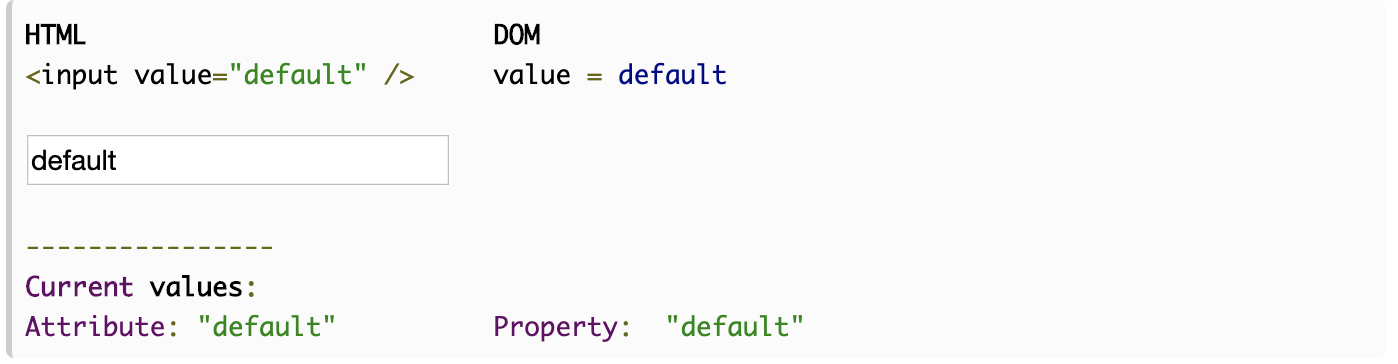 HTML DOM
<input value="default" /> value = default
default
----------------
Current values:
Attribute: "default" Property: "default"